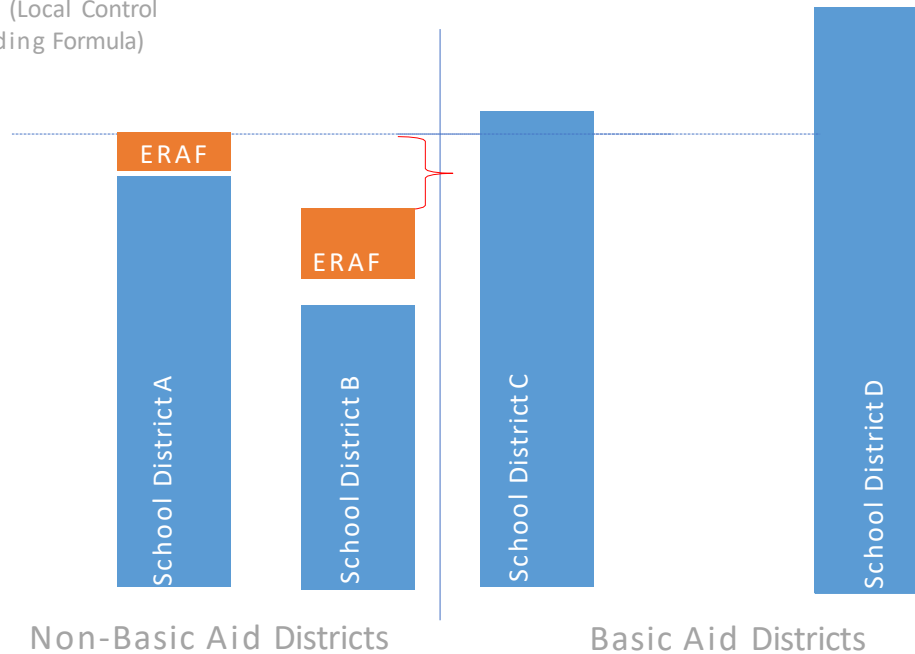 (Local Control
ding Formula)
ERAF
ERAF
School District A
School District B
School District C
School District D
Non-Basic Aid Districts
Basic Aid Districts